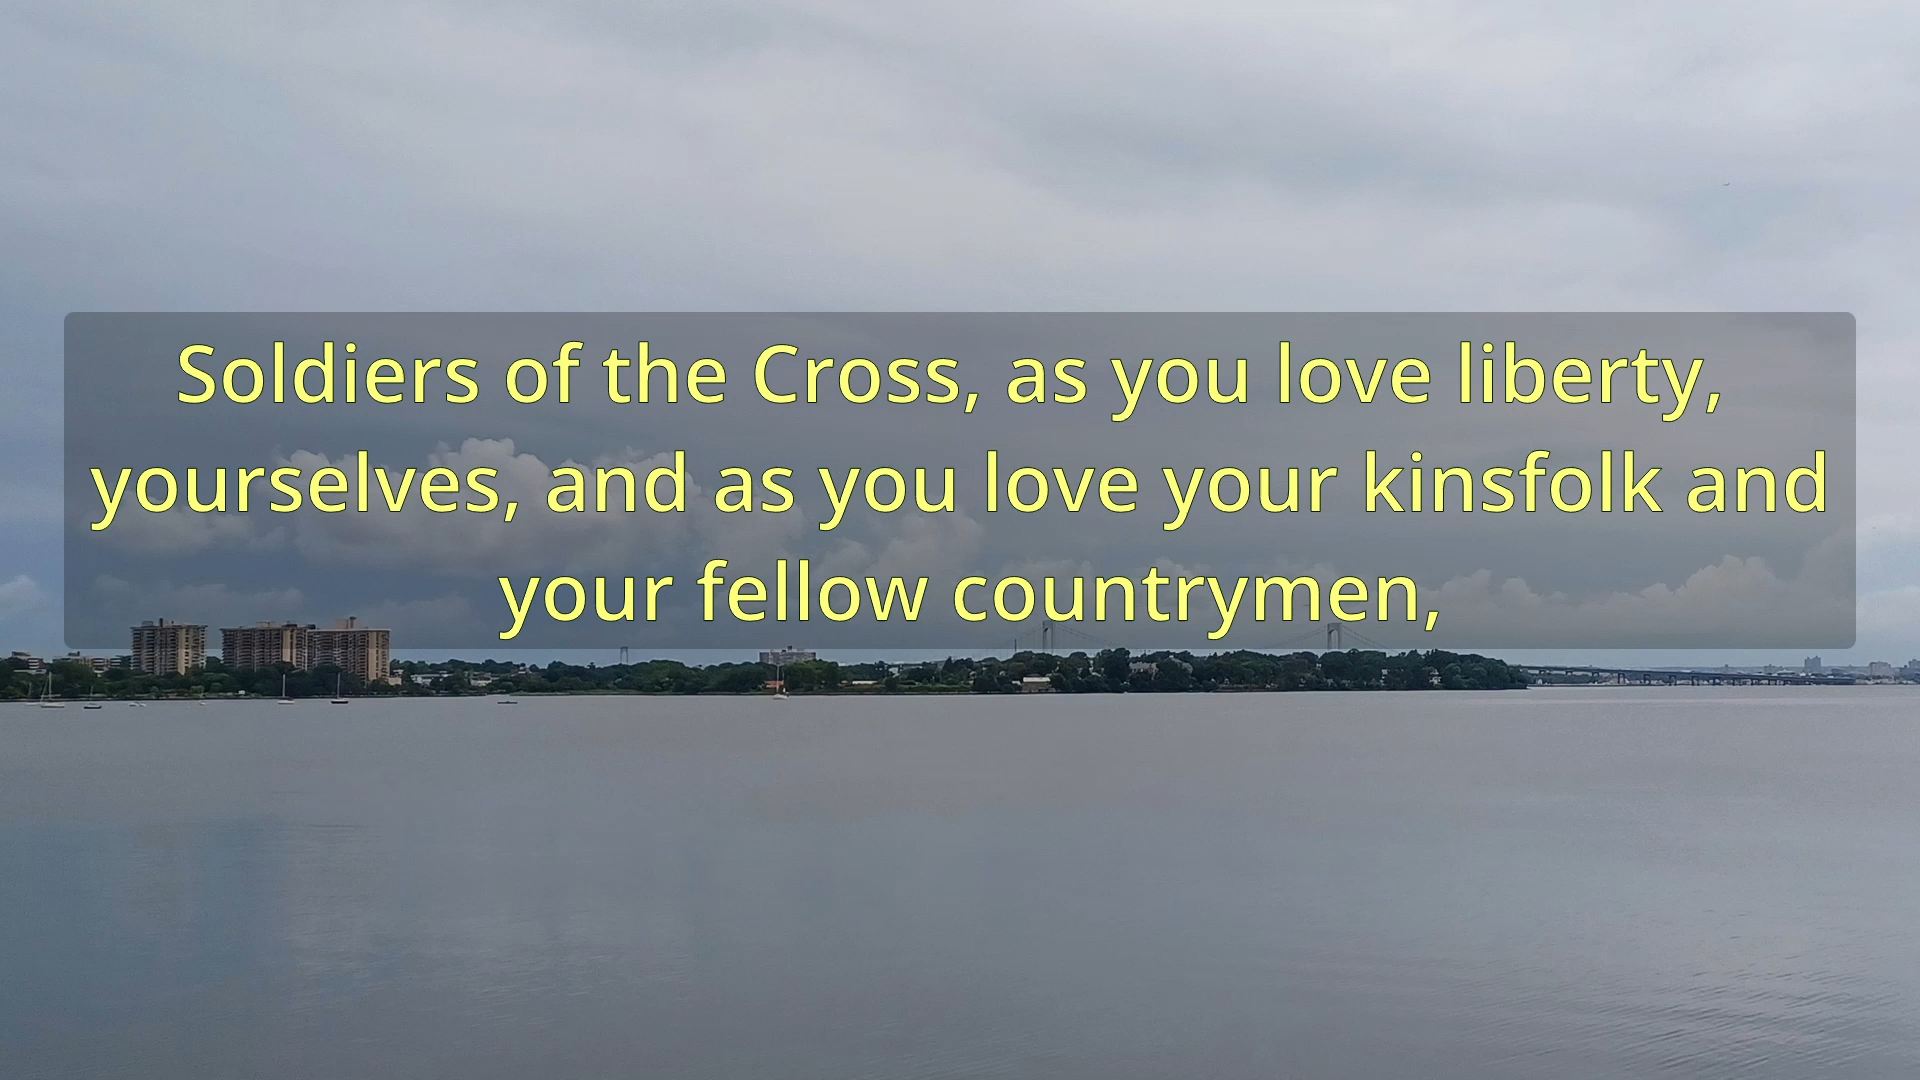 Soldiers of the Cross, as you love liberty,
yourselves, and as you love your kinsfolk and
your fellow countrymen,